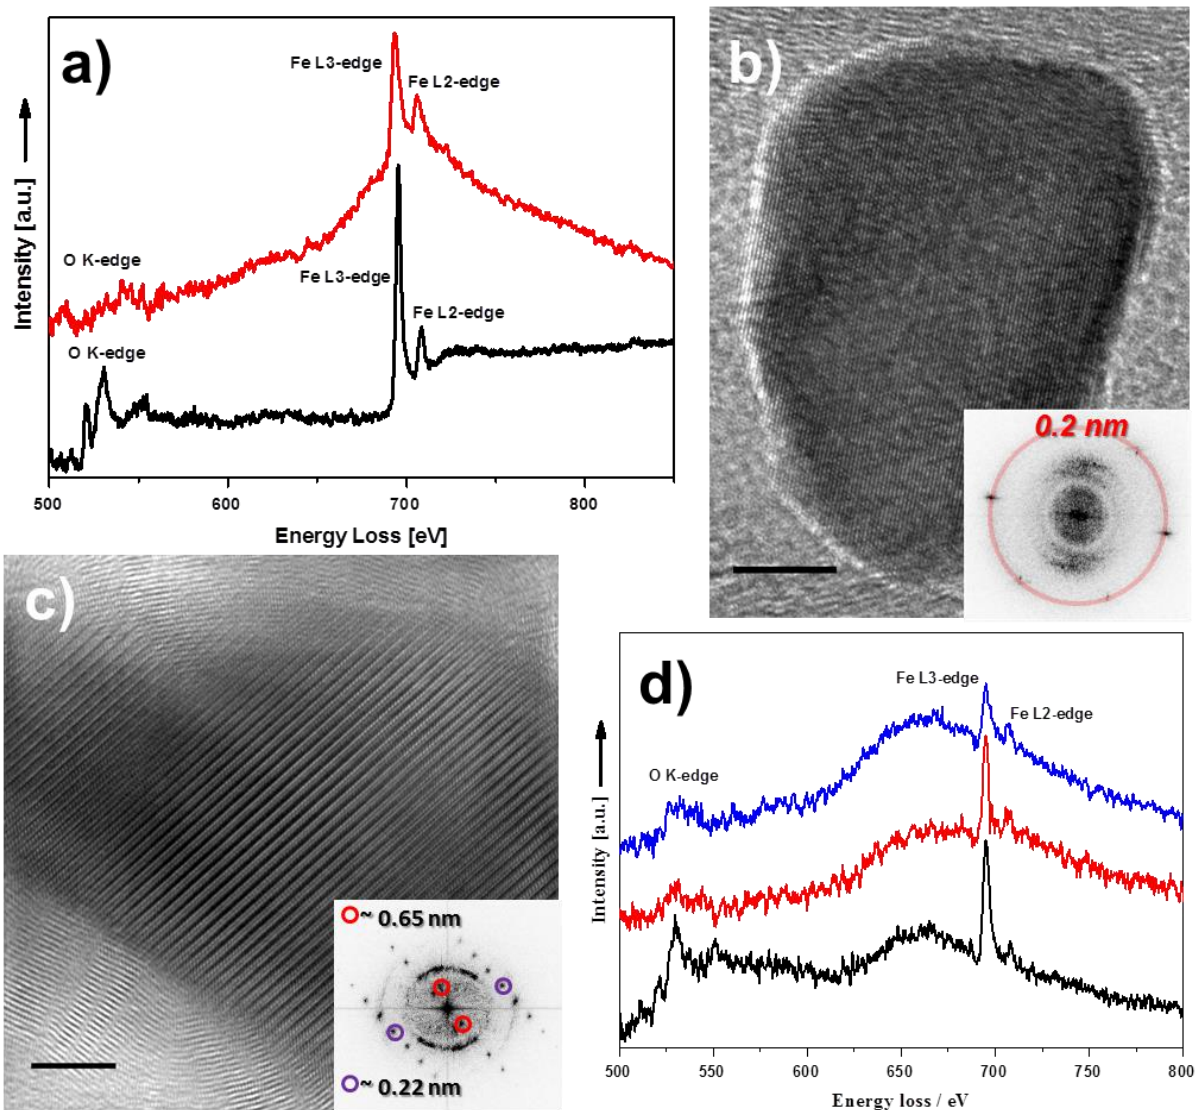 a)
Fe L3-edge
Fe L2-edge
O K-edge
Fe L3-edge
Fe L2-edge
O K-edge
Intensity [a.u.]
500 600 700 800
Energy Loss [eV]
b)
0.2 nm
c)
~ 0.65 nm
~ 0.22 nm
d)
Fe L3-edge
Fe L2-edge
O K-edge
Intensity [a.u.]
500 550 600 650 700 750 800
Energy loss / eV